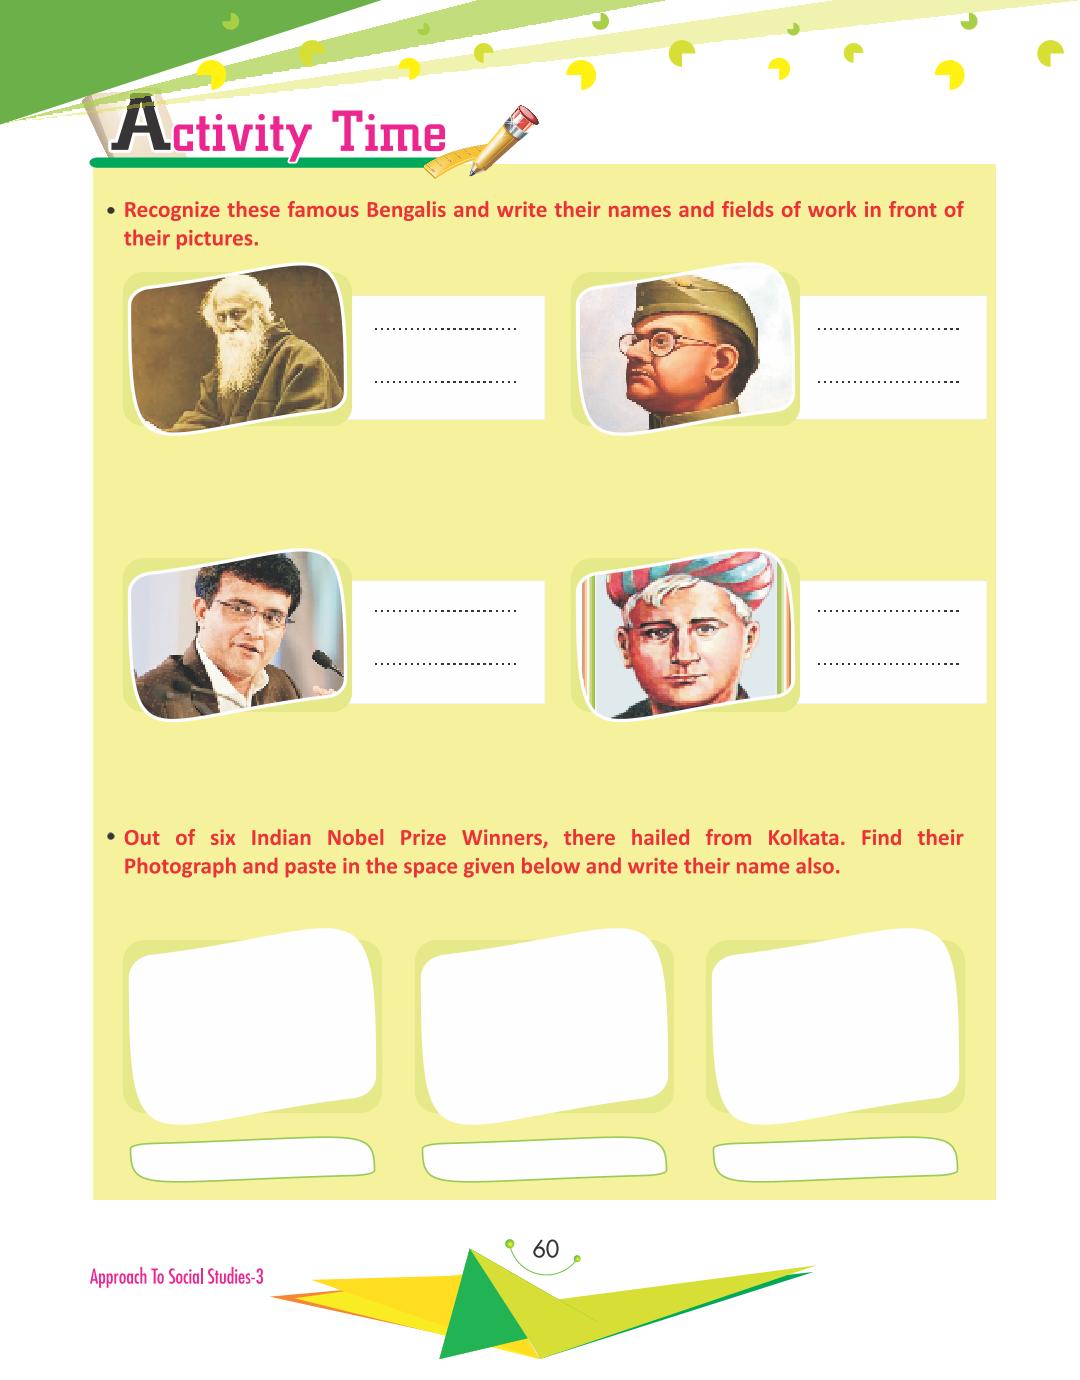 Activity Time
• Recognize these famous Bengalis and write their names and fields of work in front of
their pictures.
........................
........................
........................
........................
........................
........................
........................
........................
• Out of six Indian Nobel Prize Winners, there hailed from Kolkata. Find their
Photograph and paste in the space given below and write their name also.
60
Approach To Social Studies-3